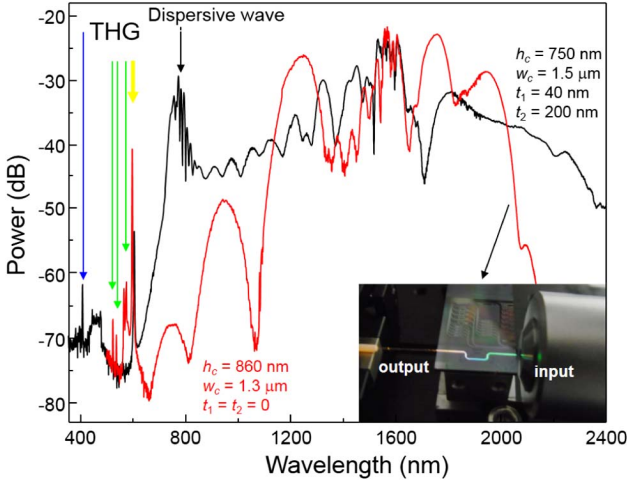 THG
Dispersive wave
h_c = 750 nm
w_c = 1.5 μm
t_1 = 40 nm
t_2 = 200 nm
-20
-30
-40
-50
-60
-70
-80
Power (dB)
h_c = 860 nm
w_c = 1.3 μm
t_1 = t_2 = 0
output
input
400 800 1200 1600 2000 2400
Wavelength (nm)